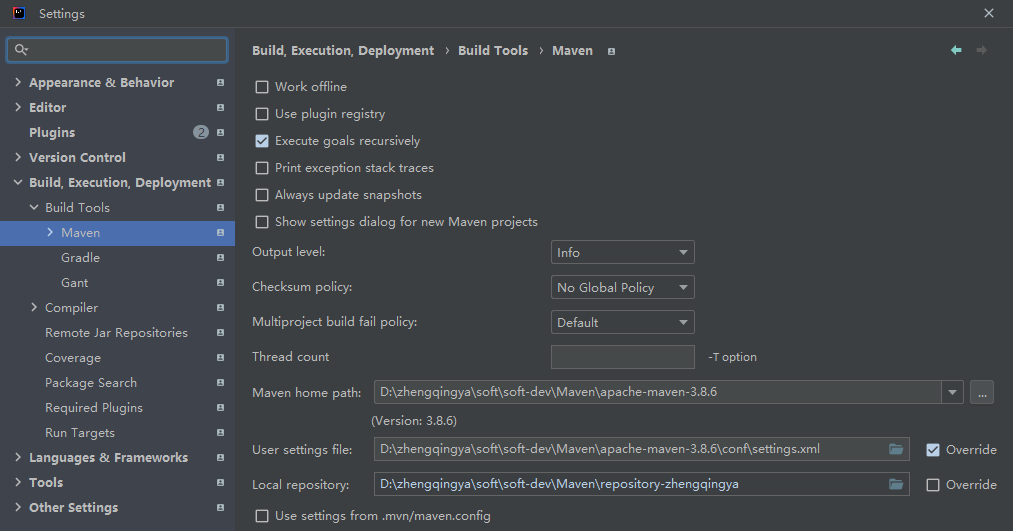 Settings
Build, Execution, Deployment › Build Tools › Maven
Appearance & Behavior
Editor
Plugins 2
Version Control
Build, Execution, Deployment
Build Tools
Maven
Gradle
Gant
Compiler
Remote Jar Repositories
Coverage
Package Search
Required Plugins
Run Targets
Languages & Frameworks
Tools
Other Settings
Work offline
Use plugin registry
Execute goals recursively
Print exception stack traces
Always update snapshots
Show settings dialog for new Maven projects
Output level: Info
Checksum policy: No Global Policy
Multiproject build fail policy: Default
Thread count -T option
Maven home path: D:\zhengqingya\soft\soft-dev\Maven\apache-maven-3.8.6 ...
(Version: 3.8.6)
User settings file: D:\zhengqingya\soft\soft-dev\Maven\apache-maven-3.8.6\conf\settings.xml Override
Local repository: D:\zhengqingya\soft\soft-dev\Maven\repository-zhengqingya Override
Use settings from .mvn/maven.config